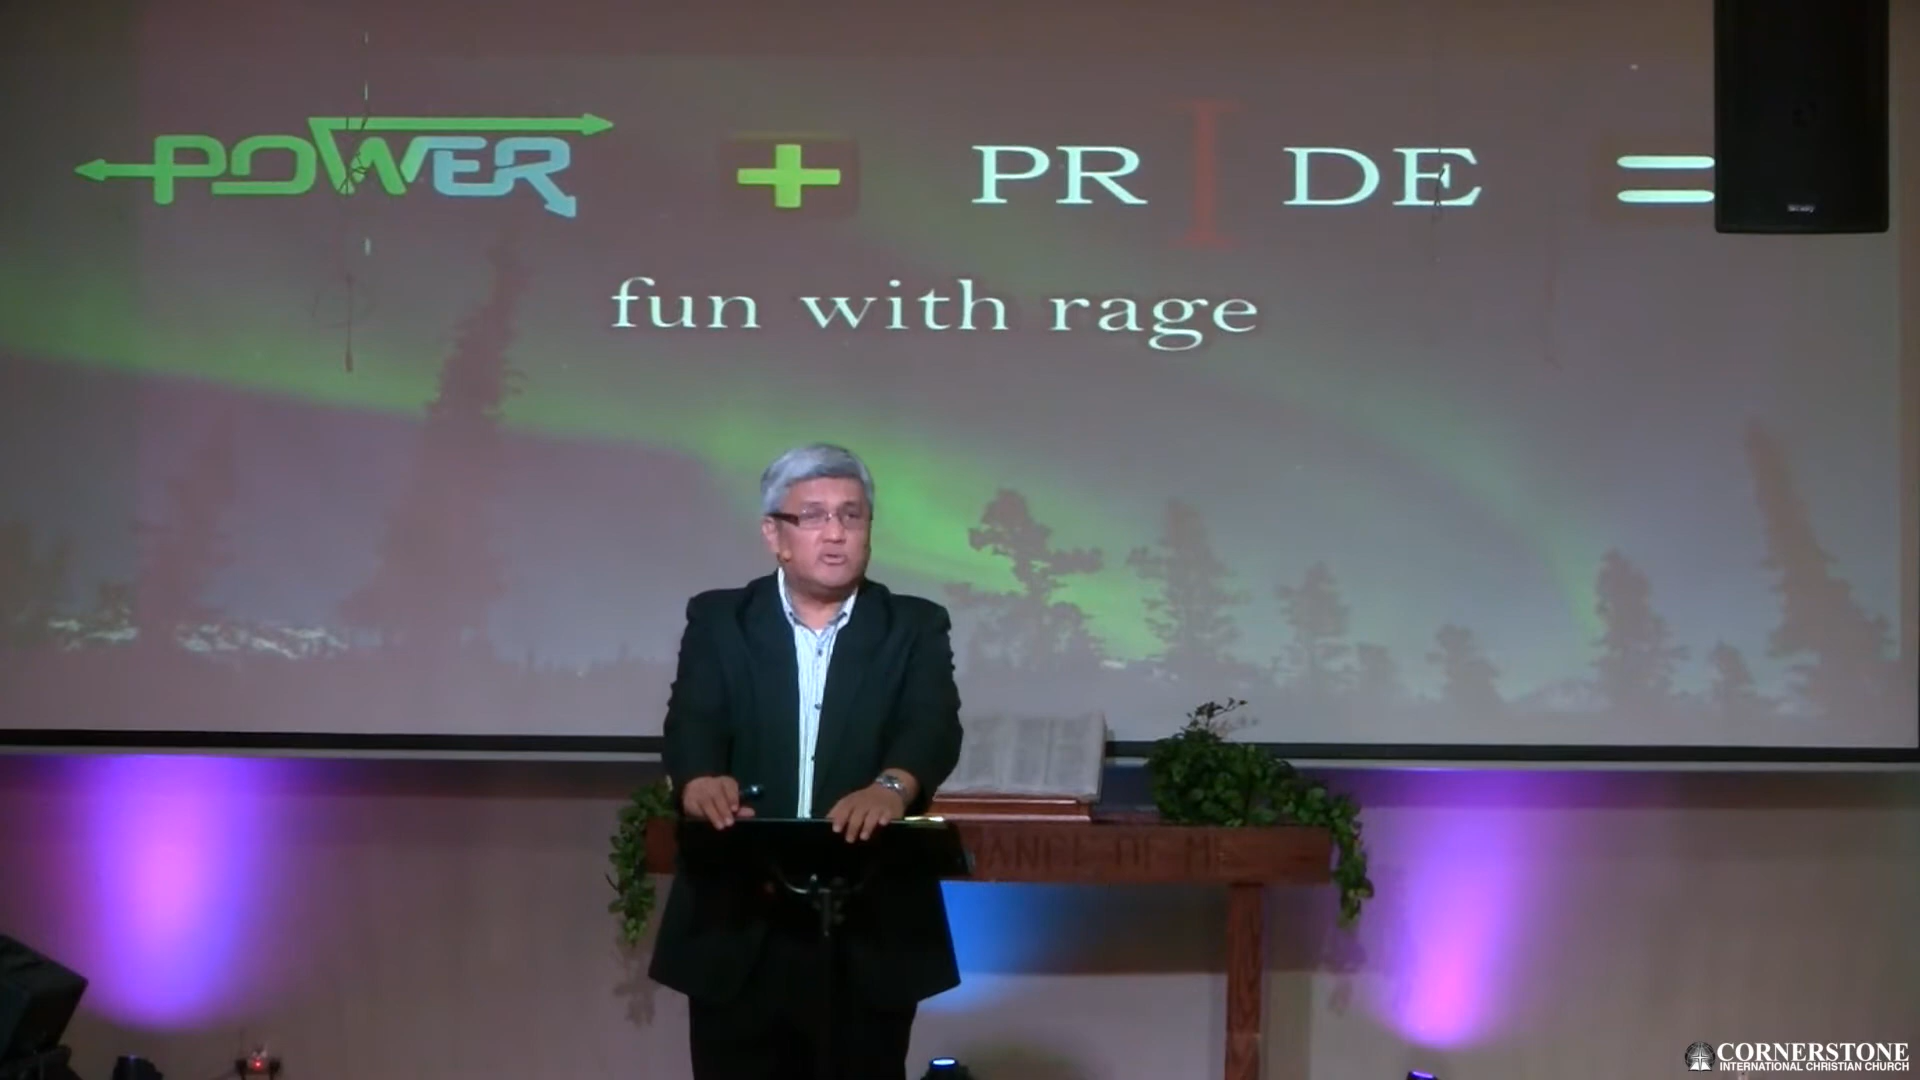 POWER + PRIDE =
fun with rage
CORNERSTONE
INTERNATIONAL CHRISTIAN CHURCH